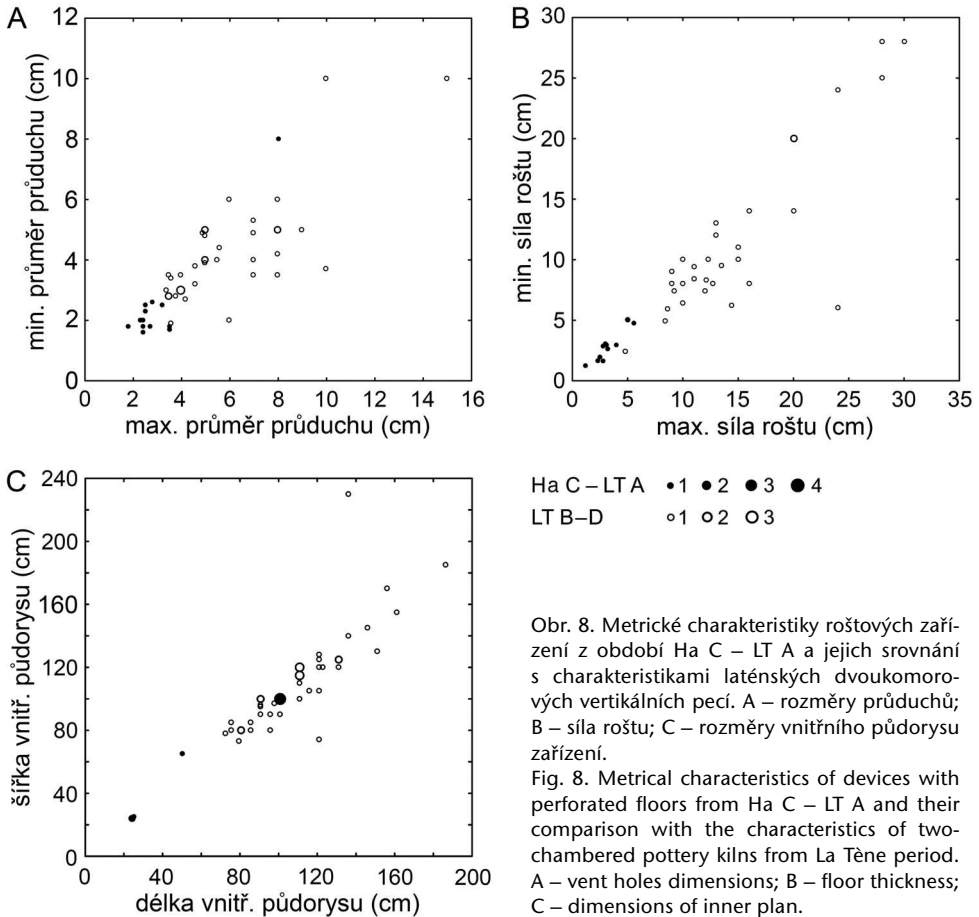 A
12
10
8
6
4
2
0
min. průměr průduchu (cm)
0 2 4 6 8 10 12 14 16
max. průměr průduchu (cm)
B
30
25
20
15
10
5
0
min. síla roštu (cm)
0 5 10 15 20 25 30 35
max. síla roštu (cm)
C
240
200
160
120
80
40
0
šířka vnitř. půdorysu (cm)
0 40 80 120 160 200
délka vnitř. půdorysu (cm)
Ha C – LT A 1 2 3 4
LT B–D 1 2 3
Obr. 8. Metrické charakteristiky roštových zaří-
zení z období Ha C – LT A a jejich srovnání
s charakteristikami laténských dvoukomoro-
vých vertikálních pecí. A – rozměry průduchů;
B – síla roštu; C – rozměry vnitřního půdorysu
zařízení.
Fig. 8. Metrical characteristics of devices with
perforated floors from Ha C – LT A and their
comparison with the characteristics of two-
chambered pottery kilns from La Tène period.
A – vent holes dimensions; B – floor thickness;
C – dimensions of inner plan.